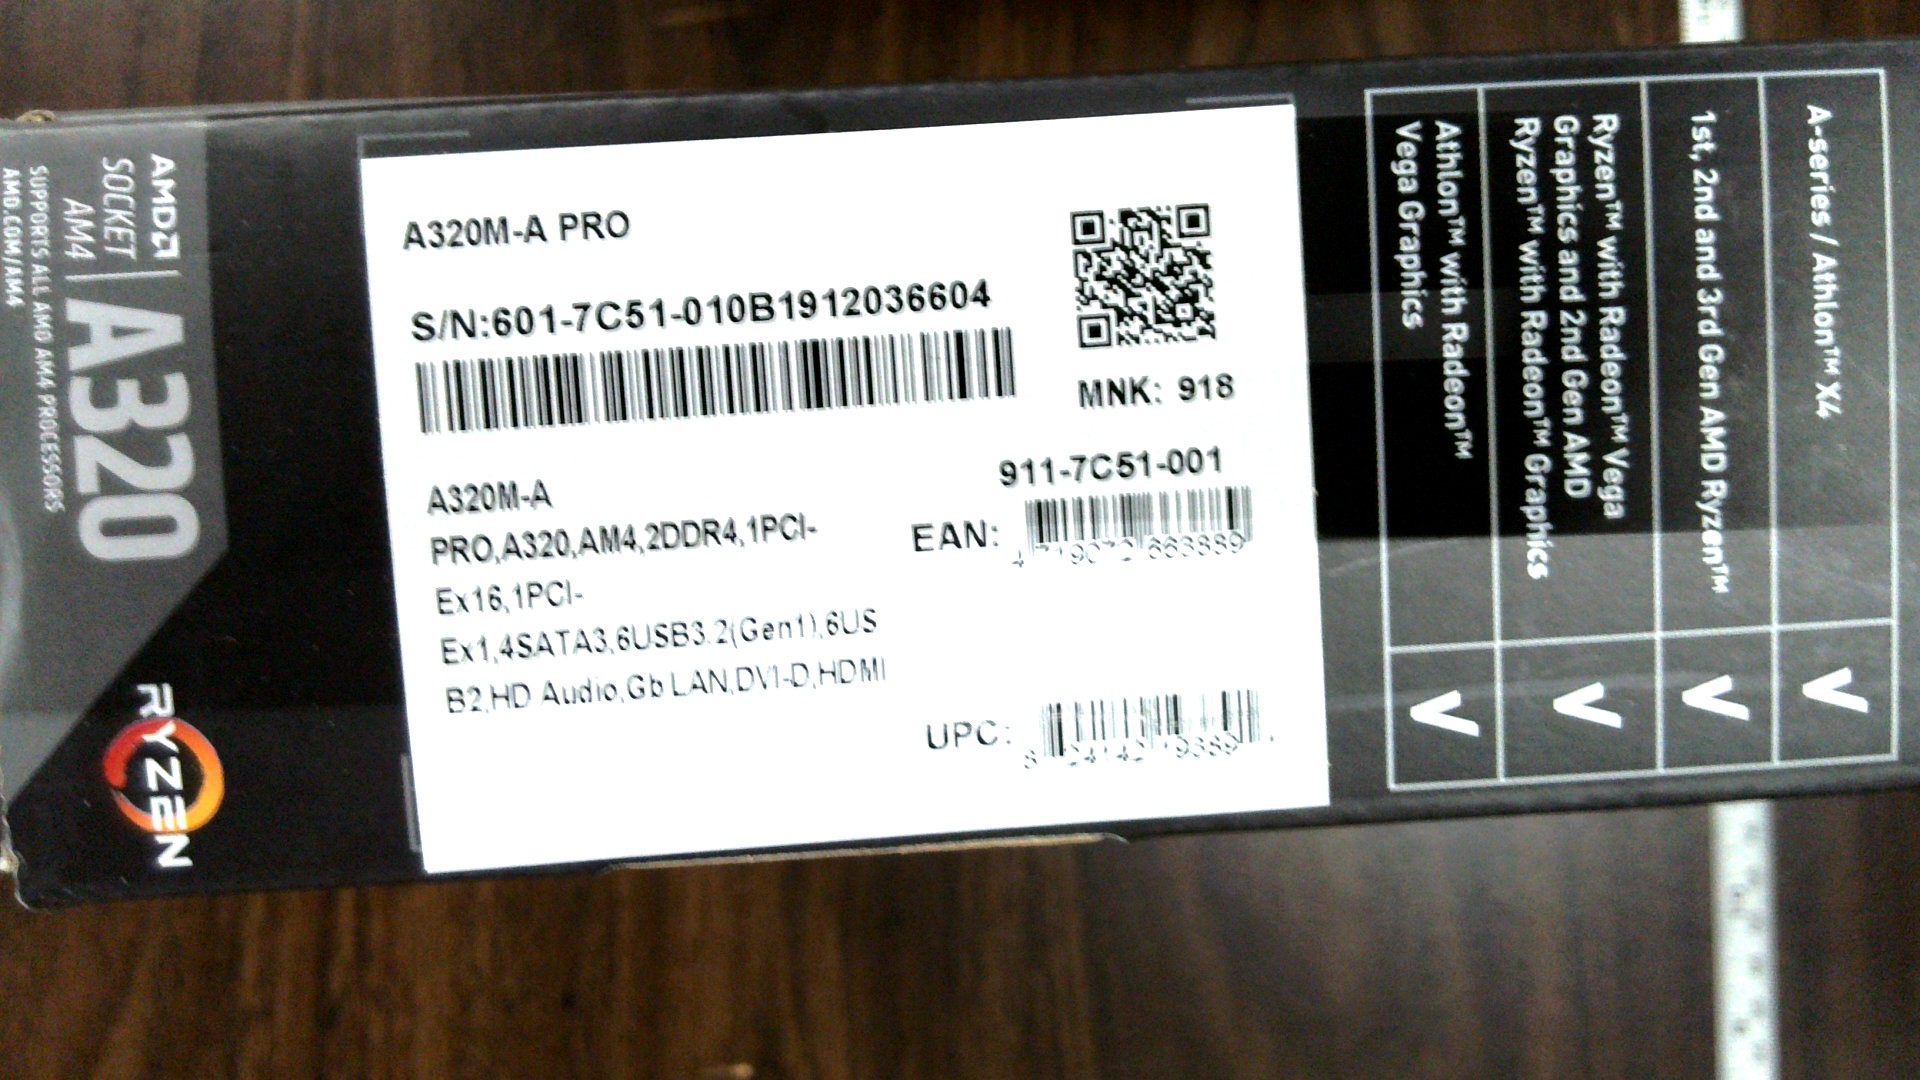 AMD
SOCKET
AM4
A320
SUPPORTS ALL AMD AM4 PROCESSORS
AMD.COM/AM4
RYZEN
A320M-A PRO
S/N:601-7C51-010B1912036604
MNK: 918
911-7C51-001
A320M-A
PRO,A320,AM4,2DDR4,1PCI-
Ex16,1PCI-
Ex1,4SATA3,6USB3.2(Gen1),6US
B2,HD Audio,Gb LAN,DVI-D,HDMI
EAN:
4 719072 663889
UPC:
A-series / Athlon™ X4
1st, 2nd and 3rd Gen AMD Ryzen™
Ryzen™ with Radeon™ Vega
Graphics and 2nd Gen AMD
Ryzen™ with Radeon™ Graphics
Athlon™ with Radeon™
Vega Graphics